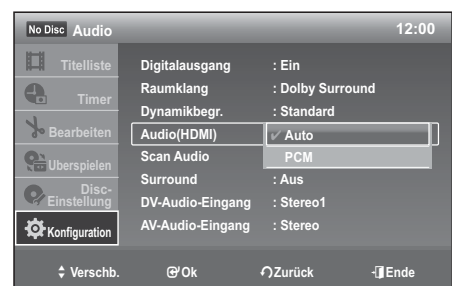 No Disc Audio 12:00
Titelliste
Timer
Bearbeiten
Überspielen
Disc-
Einstellung
Konfiguration
Digitalausgang : Ein
Raumklang : Dolby Surround
Dynamikbegr. : Standard
Audio(HDMI) ✔ Auto
PCM
Scan Audio
Surround : Aus
DV-Audio-Eingang : Stereo1
AV-Audio-Eingang : Stereo
Verschb. Ok Zurück Ende